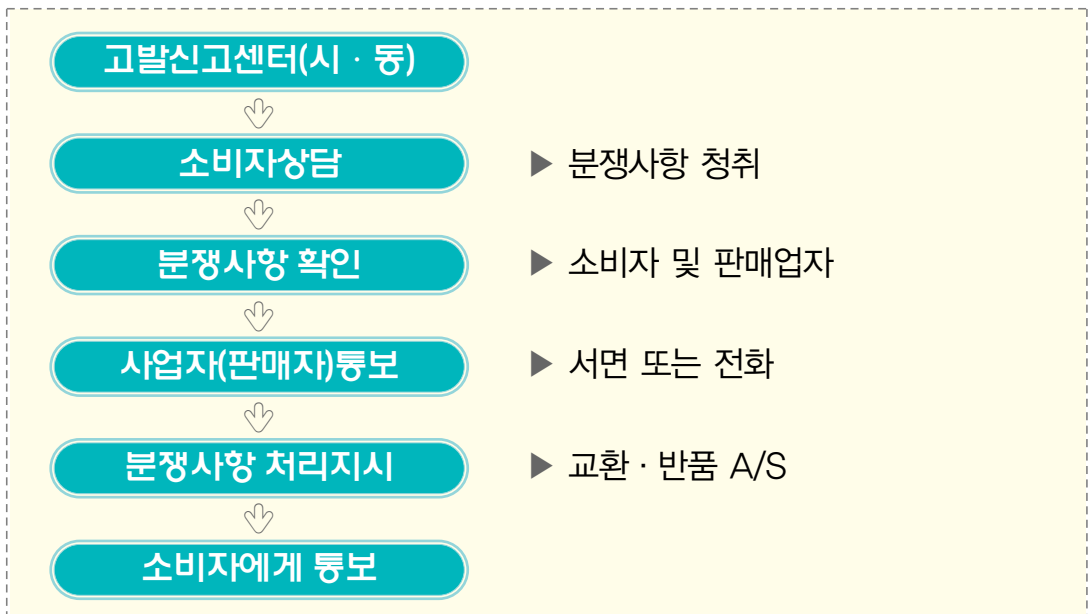 고발신고센터(시 · 동)
소비자상담 ▶ 분쟁사항 청취
분쟁사항 확인 ▶ 소비자 및 판매업자
사업자(판매자)통보 ▶ 서면 또는 전화
분쟁사항 처리지시 ▶ 교환 · 반품 A/S
소비자에게 통보